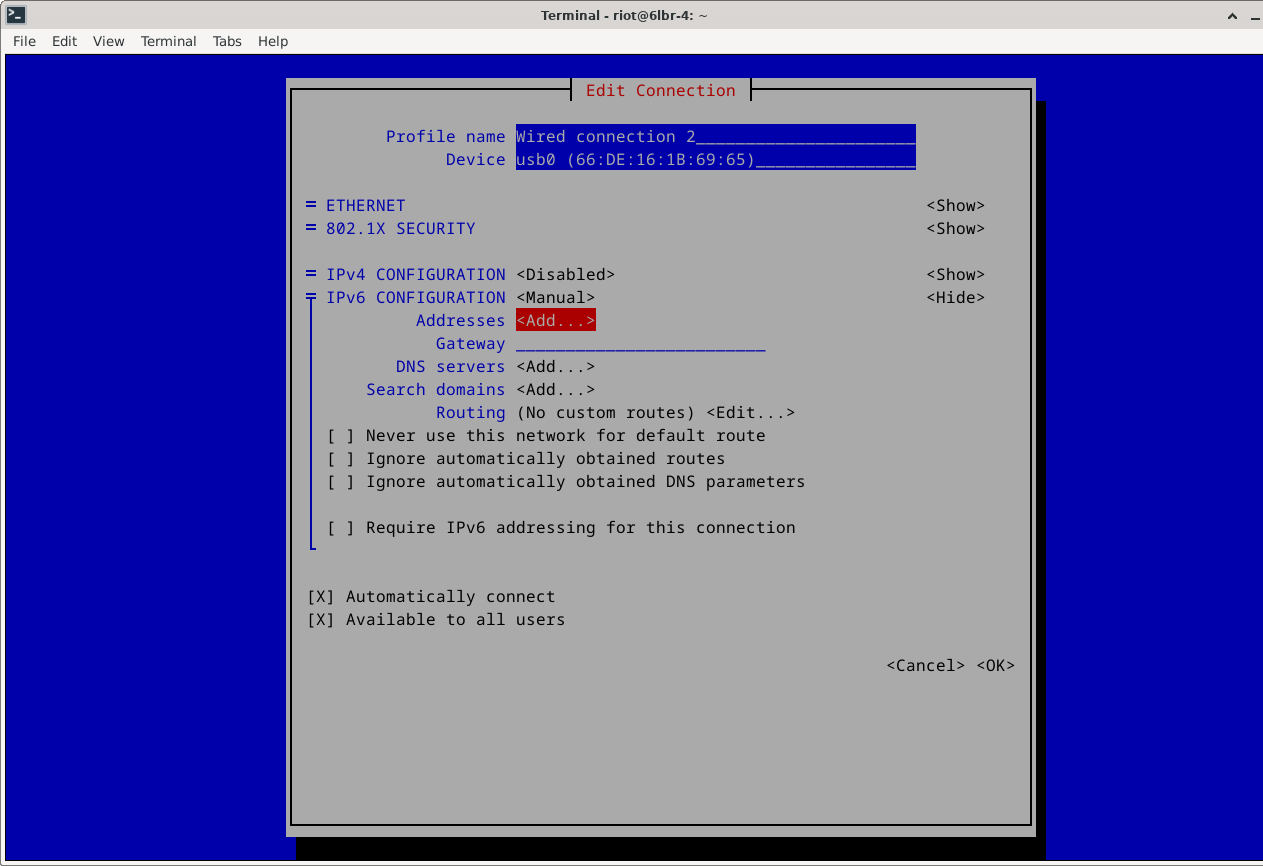 Terminal - riot@6lbr-4: ~
File Edit View Terminal Tabs Help
Edit Connection
Profile name Wired connection 2______________________
Device usb0 (66:DE:16:1B:69:65)________________
= ETHERNET <Show>
= 802.1X SECURITY <Show>
= IPv4 CONFIGURATION <Disabled> <Show>
= IPv6 CONFIGURATION <Manual> <Hide>
Addresses <Add...>
Gateway _________________________
DNS servers <Add...>
Search domains <Add...>
Routing (No custom routes) <Edit...>
[ ] Never use this network for default route
[ ] Ignore automatically obtained routes
[ ] Ignore automatically obtained DNS parameters
[ ] Require IPv6 addressing for this connection
[X] Automatically connect
[X] Available to all users
<Cancel> <OK>